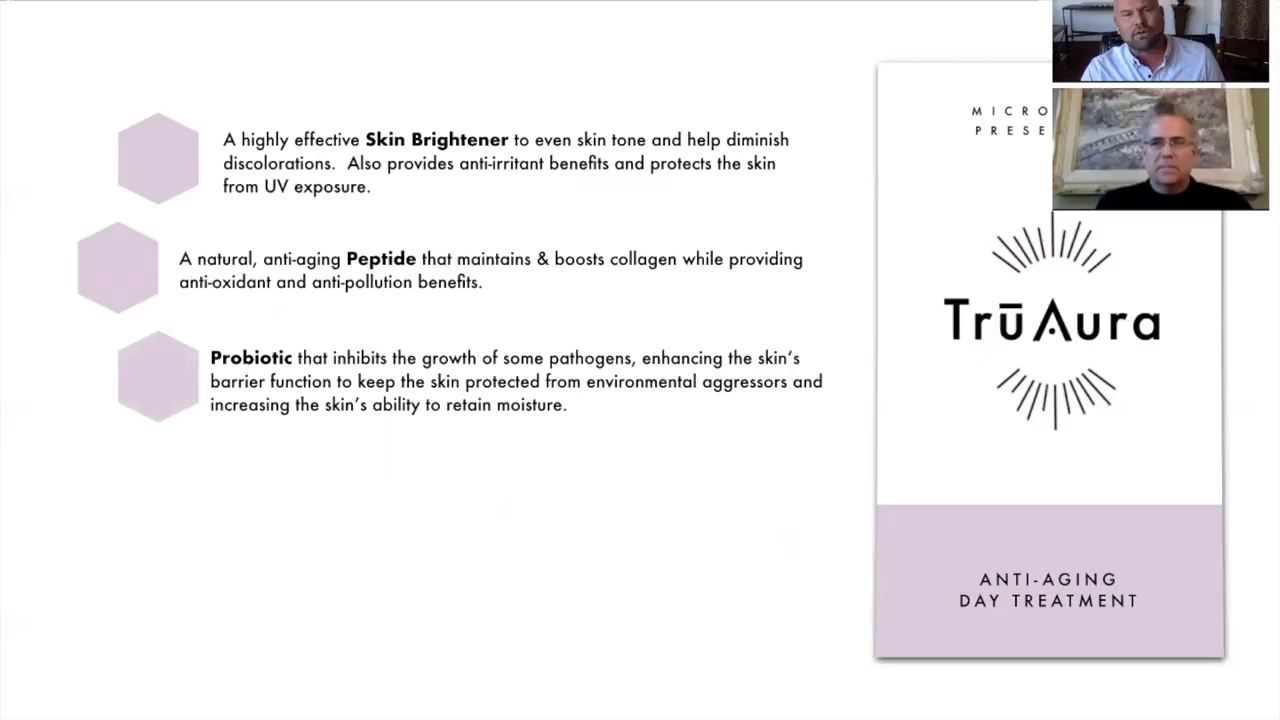 A highly effective Skin Brightener to even skin tone and help diminish
discolorations.  Also provides anti-irritant benefits and protects the skin
from UV exposure.
A natural, anti-aging Peptide that maintains & boosts collagen while providing
anti-oxidant and anti-pollution benefits.
Probiotic that inhibits the growth of some pathogens, enhancing the skin's
barrier function to keep the skin protected from environmental aggressors and
increasing the skin's ability to retain moisture.
TrūAura
ANTI-AGING
DAY TREATMENT